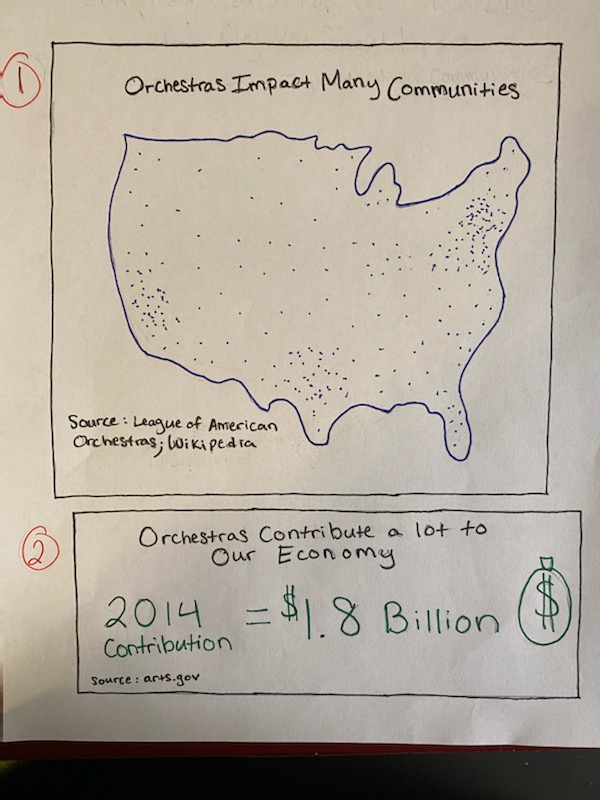 1
Orchestras Impact Many Communities
Source: League of American
Orchestras; Wikipedia
2
Orchestras Contribute a lot to
Our Economy
2014 = $1.8 Billion $
Contribution
source: arts.gov